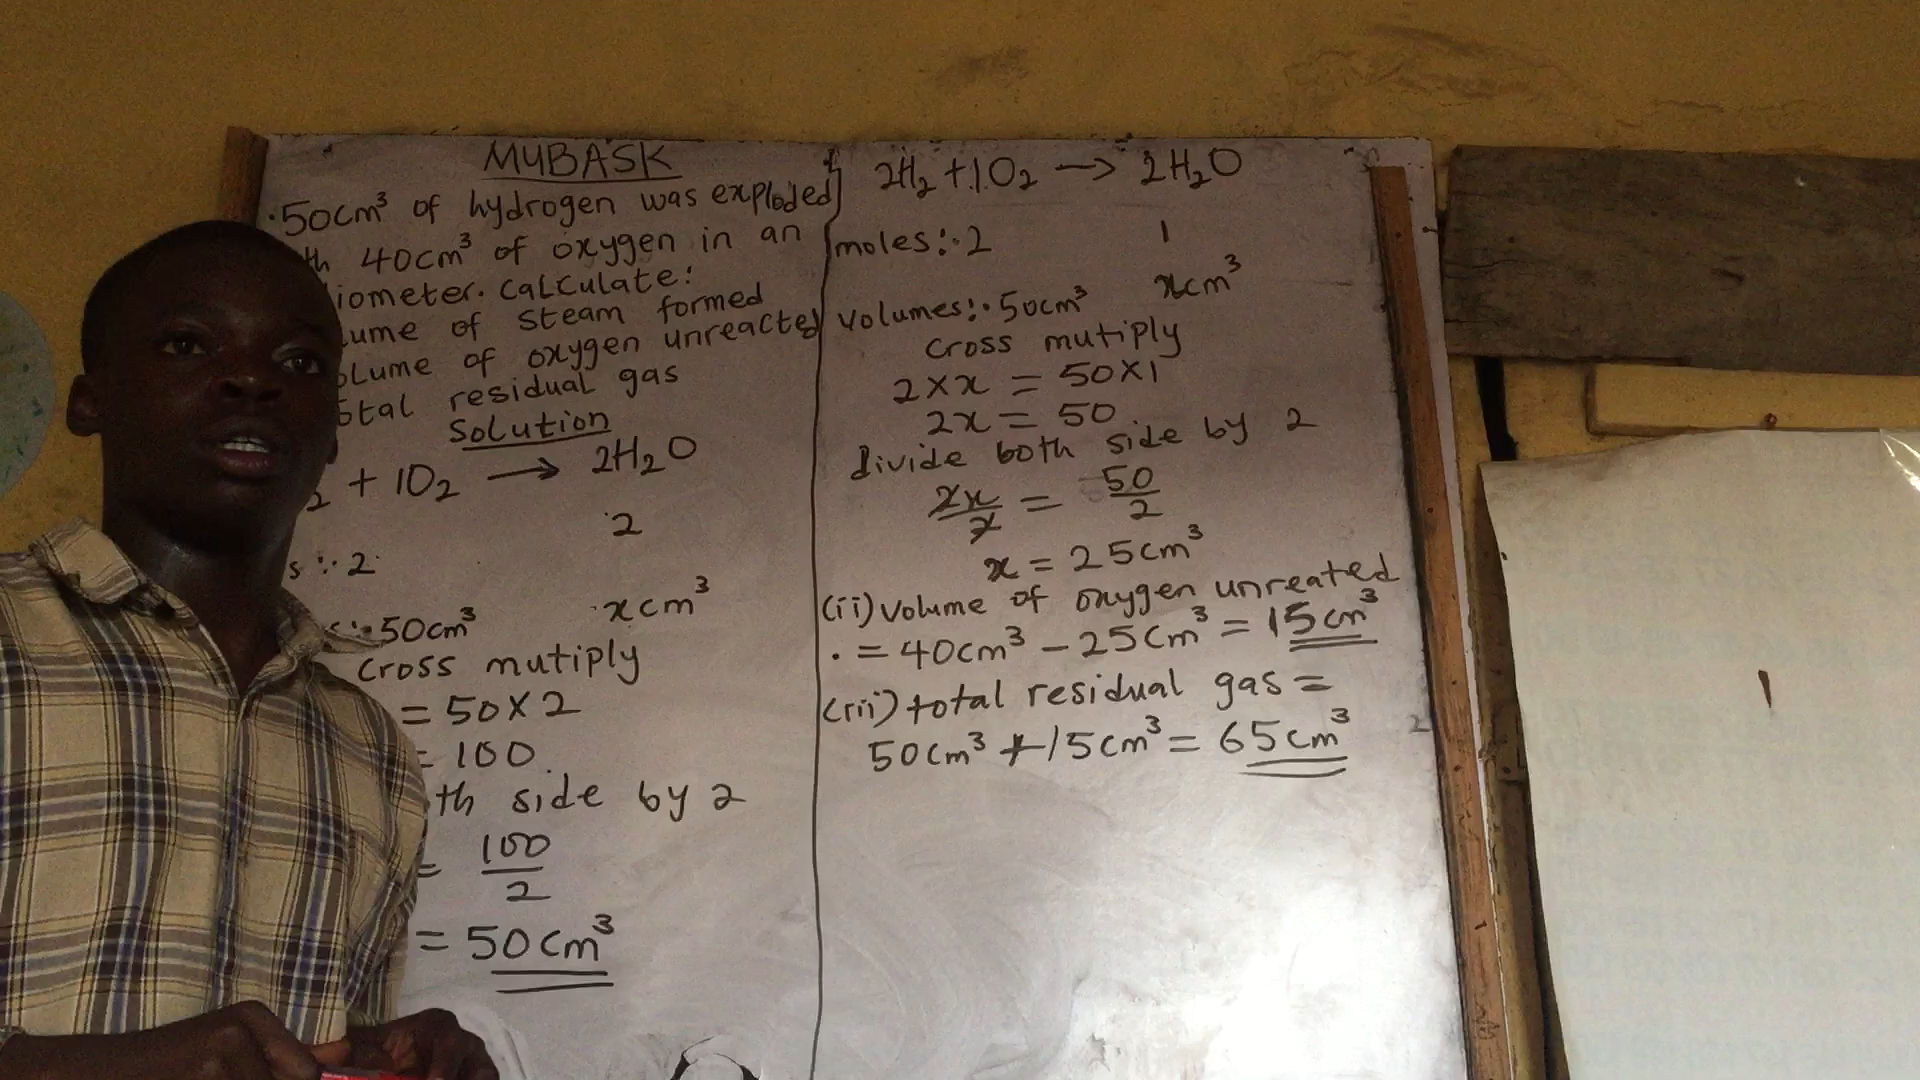 MUBASK
50cm³ of hydrogen was exploded
th 40cm³ of oxygen in an
iometer. Calculate:
lume of steam formed
olume of oxygen unreacted
otal residual gas
Solution
2 + 1O₂ → 2H₂O
2
s:- 2
xcm³
s:- 50cm³
Cross mutiply
= 50 X 2
= 100
th side by 2
= 100/2
= 50cm³
2H₂ + 1O₂ → 2H₂O
moles:- 2 1
volumes:- 50cm³ xcm³
Cross mutiply
2 X x = 50 X 1
2x = 50
divide both side by 2
2x/2 = 50/2
x = 25cm³
(ii) volume of oxygen unreated
= 40cm³ - 25cm³ = 15cm³
(iii) total residual gas =
50cm³ + 15cm³ = 65cm³